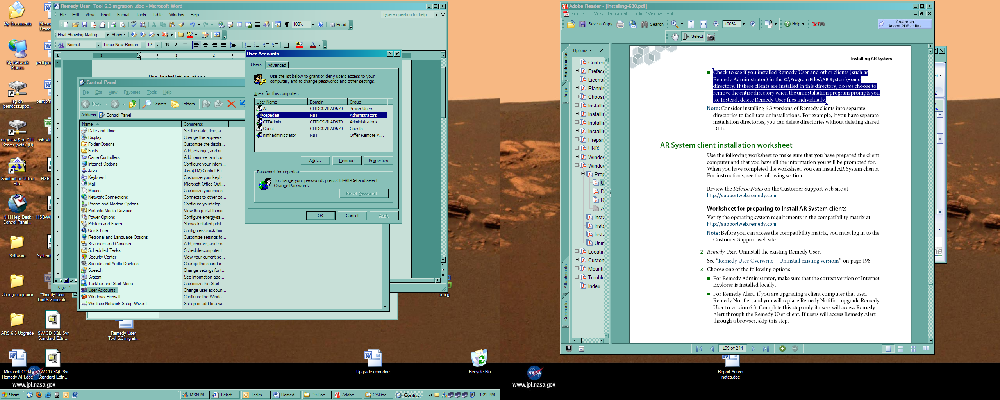 My Documents
My Network
Places
isg on
'petridcssuppo...
cepedaa$ on 'CIT
Server (petri)' (H)
Shortcut to Offline
Files
NIH Help Desk
Control Panel...
Software
Change requests
ARS 6.3 Upgrade
Microsoft COM
Remedy API.doc
Micros
Reme
perftipin
perftipfil
hsb-win
HSB-W
HSB-WI
System
~$medy User
Tool 6.3 migrati...
SW CD SQL Svr
Standard Edtn...
SW CD SQL Svr
Standard Edtn...
Remedy User
Tool 6.3 migrati...
Upgrade error.doc
Recycle Bin
ar.cfg
www.jpl.nasa.gov
Remedy User Tool 6.3 migration .doc - Microsoft Word
File Edit View Insert Format Tools Table Window Help
Type a question for help
100%
Read
Final Showing Markup
Show
Normal
Times New Roman
12
B I U
Pre-installation steps
Page 1
Control Panel
File Edit View Favorites Tools Help
Back
Search
Folders
Address
Control Panel
Name Comments
Date and Time Set the date, time, a...
Display Change the appeara...
Folder Options Customize the displa...
Fonts Add, change, and m...
Game Controllers Add, remove, and co...
Internet Options Configure your Intern...
Java Java(TM) Control Pa...
Keyboard Customize your keyb...
Mail Microsoft Office Outl...
Mouse Customize your mous...
Network Connections Connects to other co...
Phone and Modem Options Configure your telep...
Portable Media Devices View the portable me...
Power Options Configure energy-sa...
Printers and Faxes Shows installed print...
QuickTime Configures QuickTim...
Regional and Language Options Customize settings fo...
Scanners and Cameras Add, remove, and co...
Scheduled Tasks Schedule computer t...
Security Center View your current se...
Sounds and Audio Devices Change the sound s...
Speech Change settings for t...
System See information abo...
Taskbar and Start Menu Customize the Start ...
User Accounts Change user accoun...
Windows Firewall Configure the Windo...
Wireless Network Setup Wizard Set up or add to a wi...
User Accounts
Users Advanced
Use the list below to grant or deny users access to your
computer, and to change passwords and other settings.
Users for this computer:
User Name Domain Group
Al CITDCSVILAD670 Power Users
cepedaa NIH Administrators
CITAdmin CITDCSVILAD670 Administrators
Guest CITDCSVILAD670 Guests
nimhadministrator NIH Offer Remote A...
Add... Remove Properties
Password for cepedaa
To change your password, press Ctrl-Alt-Del and select
Change Password.
Reset Password...
OK Cancel Apply
Start
MSN M...
Ticket ...
Tasks - ...
Remed...
C:\Doc...
Adobe ...
C:\Doc...
Contr...
1:22 PM
Adobe Reader - [Installing-630.pdf]
File Edit View Document Tools Window Help
Save a Copy
Search
100%
Help
Create an
Adobe PDF online
Select
Bookmarks
Pages
Attachments
Comments
Options
Conten
Preface
Licensi
Plannin
Choosi
Installir
Installir
Installir
Installir
Prepari
UNIX—
Window
Window
Prep
U
D
R
A
Insta
Insta
Insta
Unin
Locatin
Custon
Mounti
Trouble
Index
Installing AR System
Check to see if you installed Remedy User and other clients (such as
Remedy Administrator) in the C:\Program Files\AR System\Home
directory. If these clients are installed in this directory, do not choose to
remove the entire directory when the uninstallation program prompts you
to. Instead, delete Remedy User files individually.
Note: Consider installing 6.3 versions of Remedy clients into separate
directories to facilitate uninstallations. For example, if you have separate
installation directories, you can delete directories without deleting shared
DLLs.
AR System client installation worksheet
Use the following worksheet to make sure that you have prepared the client
computer and that you have all the information you will be prompted for.
When you have completed the worksheet, you can install AR System clients.
For instructions, see the following section.
Review the Release Notes on the Customer Support web site at
http://supportweb.remedy.com
Worksheet for preparing to install AR System clients
1 Verify the operating system requirements in the compatibility matrix at
http://supportweb.remedy.com
Note: Before you can access the compatibility matrix, you must log in to the
Customer Support web site.
2 Remedy User: Uninstall the existing Remedy User.
See “Remedy User Overwrite—Uninstall existing versions” on page 198.
3 Choose one of the following options:
For Remedy Administrator, make sure that the correct version of Internet
Explorer is installed locally.
For Remedy Alert, if you are upgrading a client computer that used
Remedy Notifier, and you will replace Remedy Notifier, upgrade Remedy
User to version 6.3. Complete this step only if users will access Remedy
Alert through the Remedy User client. If users will access Remedy Alert
through a browser, skip this step.
199 of 244
Report Server
notes.doc
NASA
www.jpl.nasa.gov